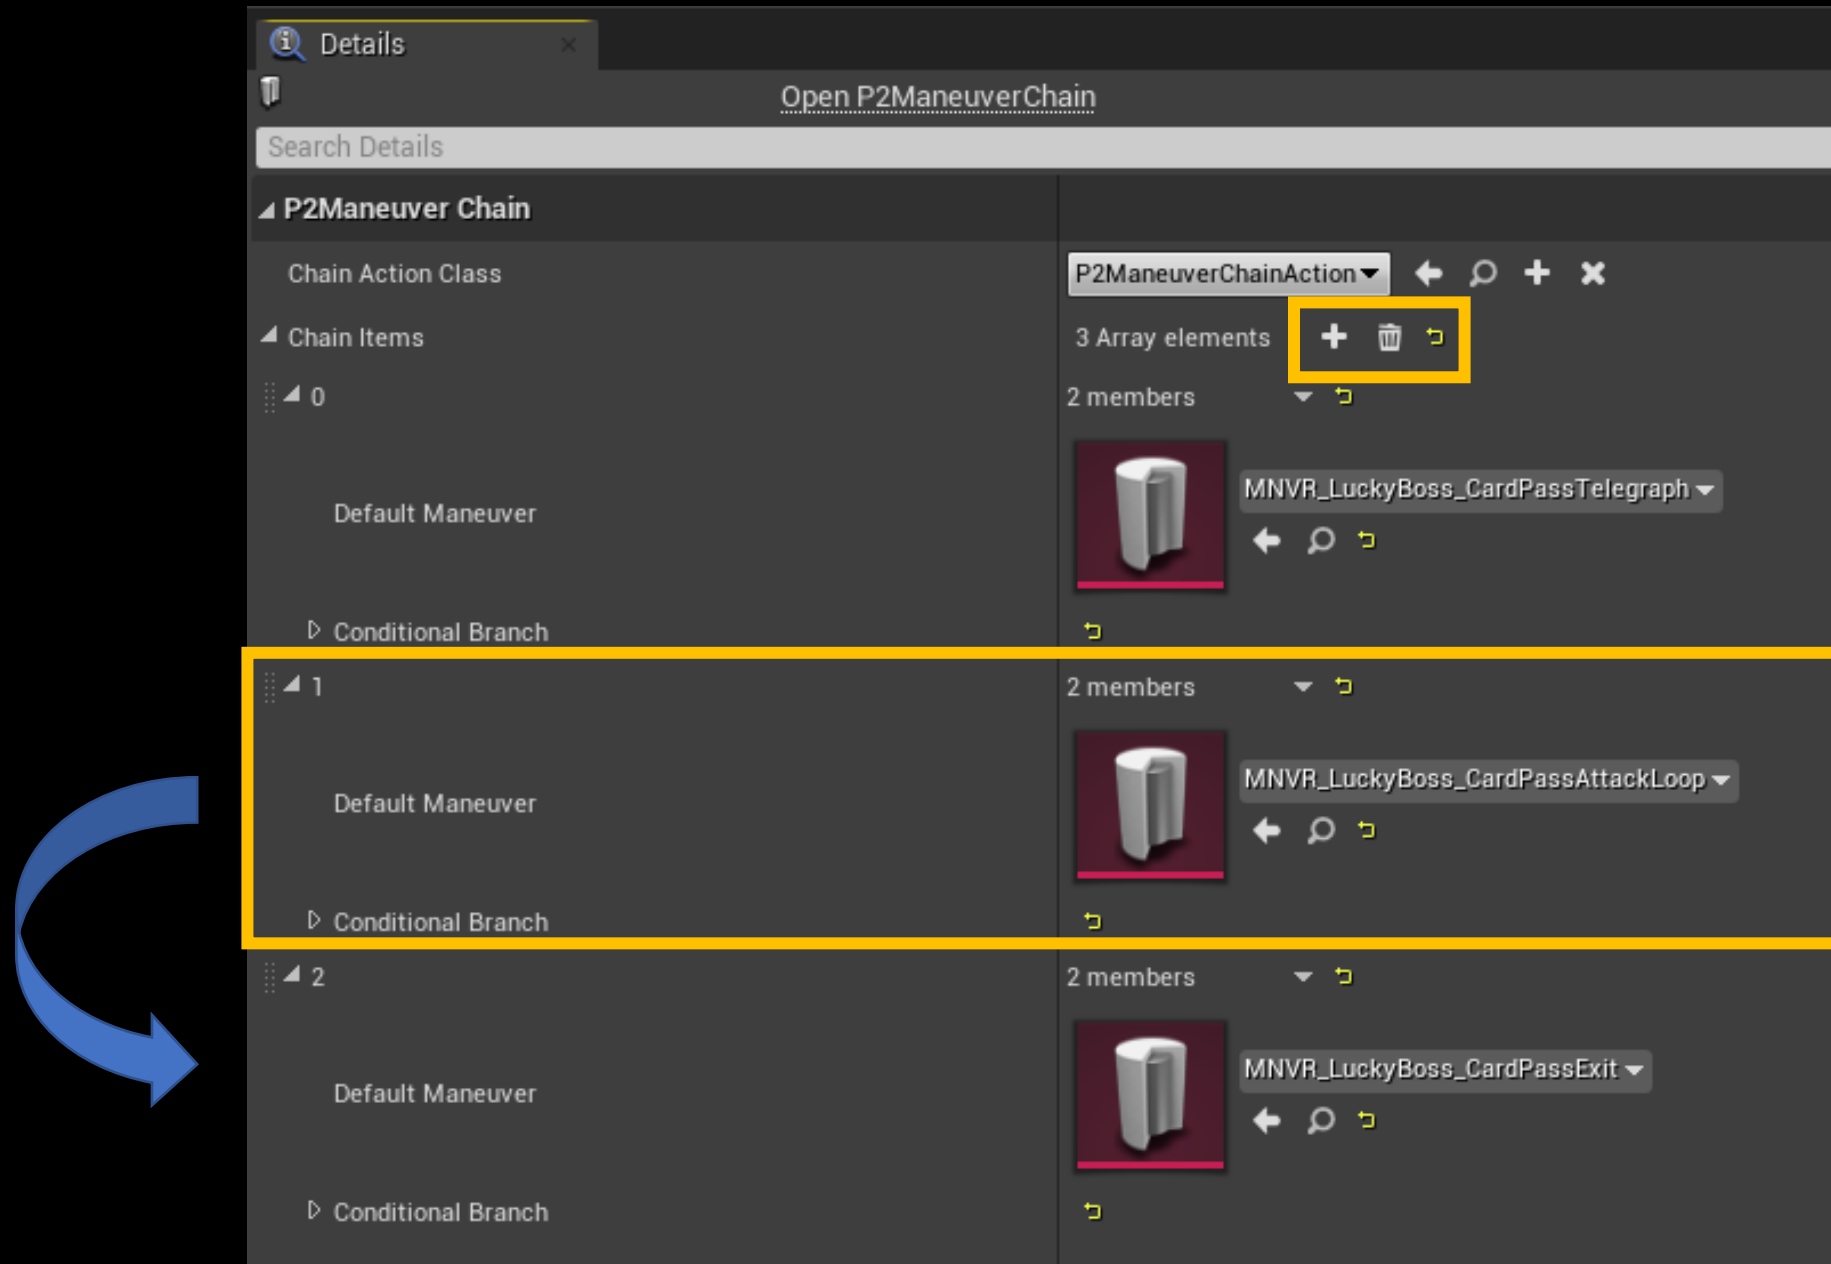 Details
Open P2ManeuverChain
Search Details
P2Maneuver Chain
Chain Action Class P2ManeuverChainAction
Chain Items 3 Array elements
0 2 members
Default Maneuver MNVR_LuckyBoss_CardPassTelegraph
Conditional Branch
1 2 members
Default Maneuver MNVR_LuckyBoss_CardPassAttackLoop
Conditional Branch
2 2 members
Default Maneuver MNVR_LuckyBoss_CardPassExit
Conditional Branch